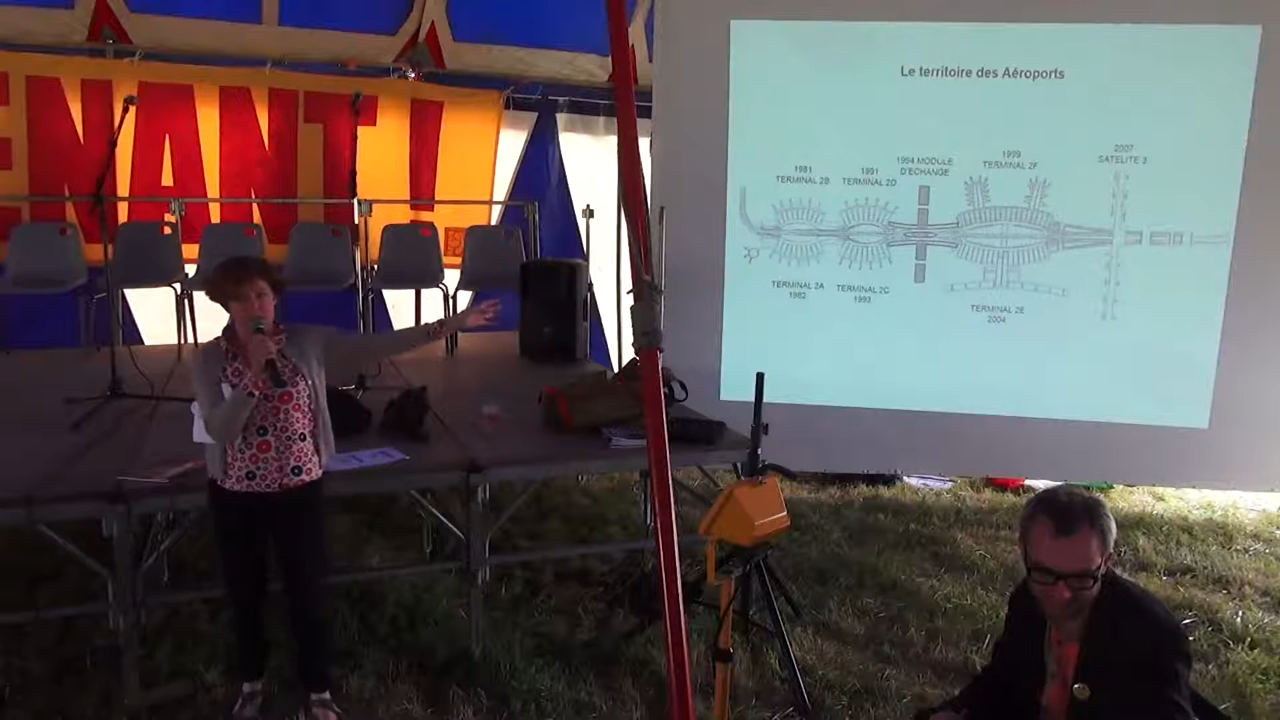 ENANT !
Le territoire des Aéroports
1981
TERMINAL 2B
1991
TERMINAL 2D
1994 MODULE
D'ECHANGE
1999
TERMINAL 2F
2007
SATELITE 3
TERMINAL 2A
1982
TERMINAL 2C
1993
TERMINAL 2E
2004